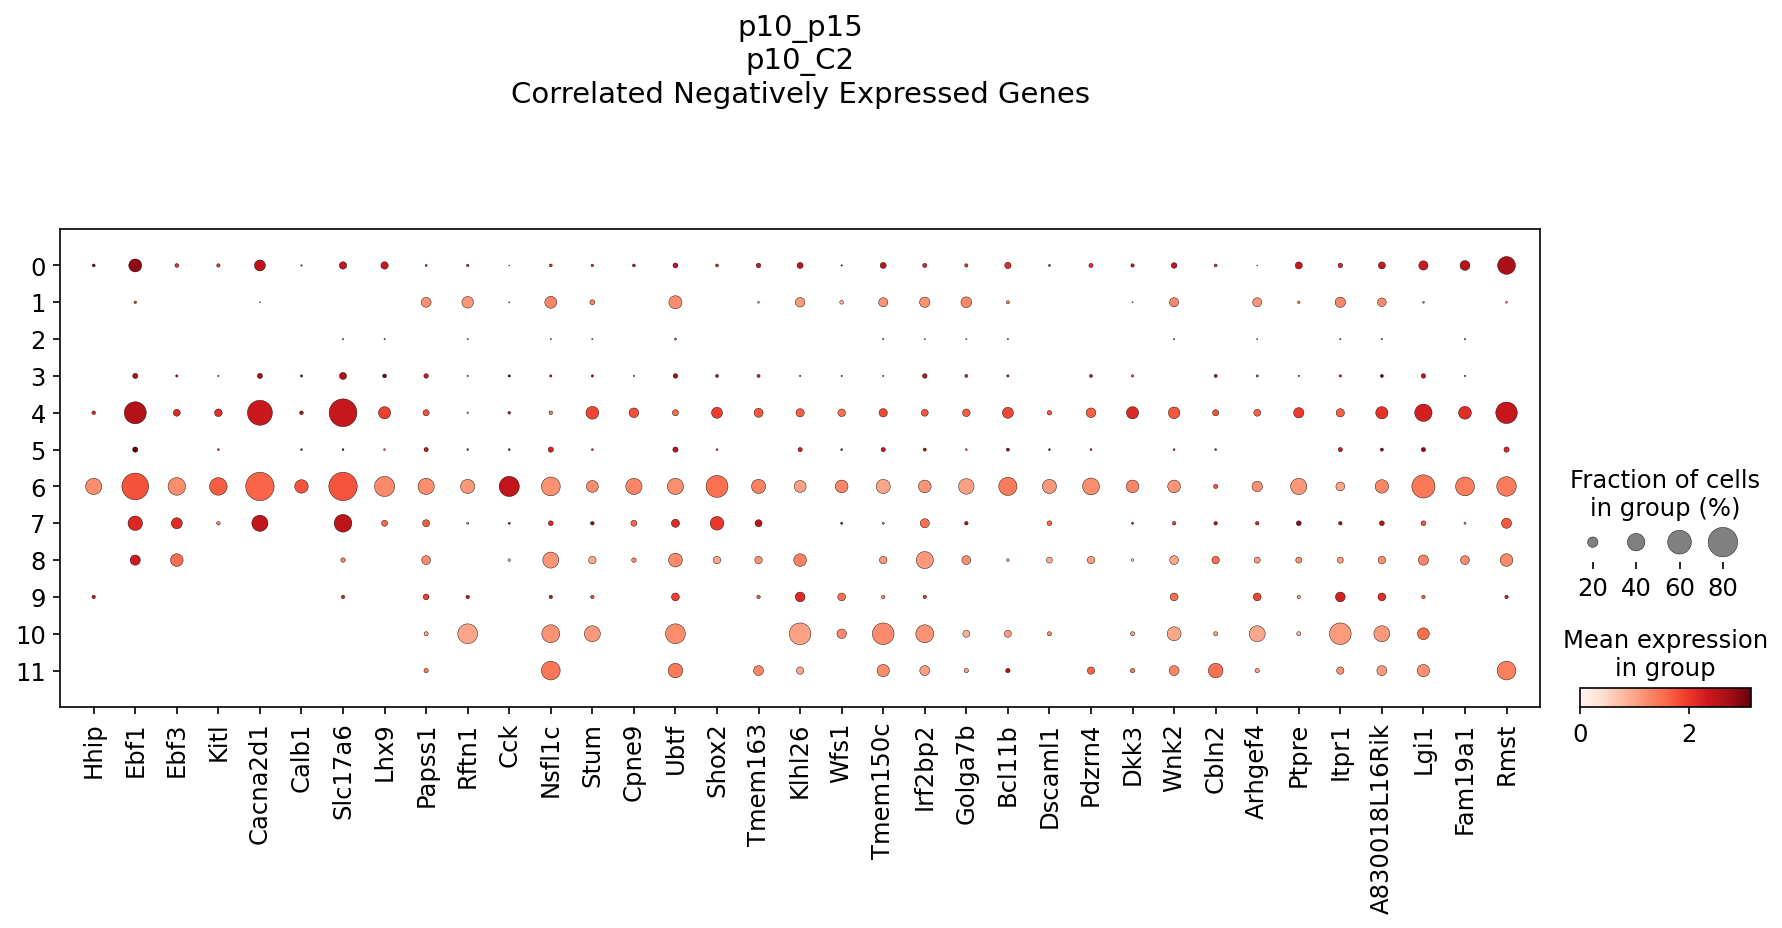 p10_p15
p10_C2
Correlated Negatively Expressed Genes
0
1
2
3
4
5
6
7
8
9
10
11
Hhip
Ebf1
Ebf3
Kitl
Cacna2d1
Calb1
Slc17a6
Lhx9
Papss1
Rftn1
Cck
Nsfl1c
Stum
Cpne9
Ubtf
Shox2
Tmem163
Klhl26
Wfs1
Tmem150c
Irf2bp2
Golga7b
Bcl11b
Dscaml1
Pdzrn4
Dkk3
Wnk2
Cbln2
Arhgef4
Ptpre
Itpr1
A830018L16Rik
Lgi1
Fam19a1
Rmst
Fraction of cells
in group (%)
20 40 60 80
Mean expression
in group
0 2